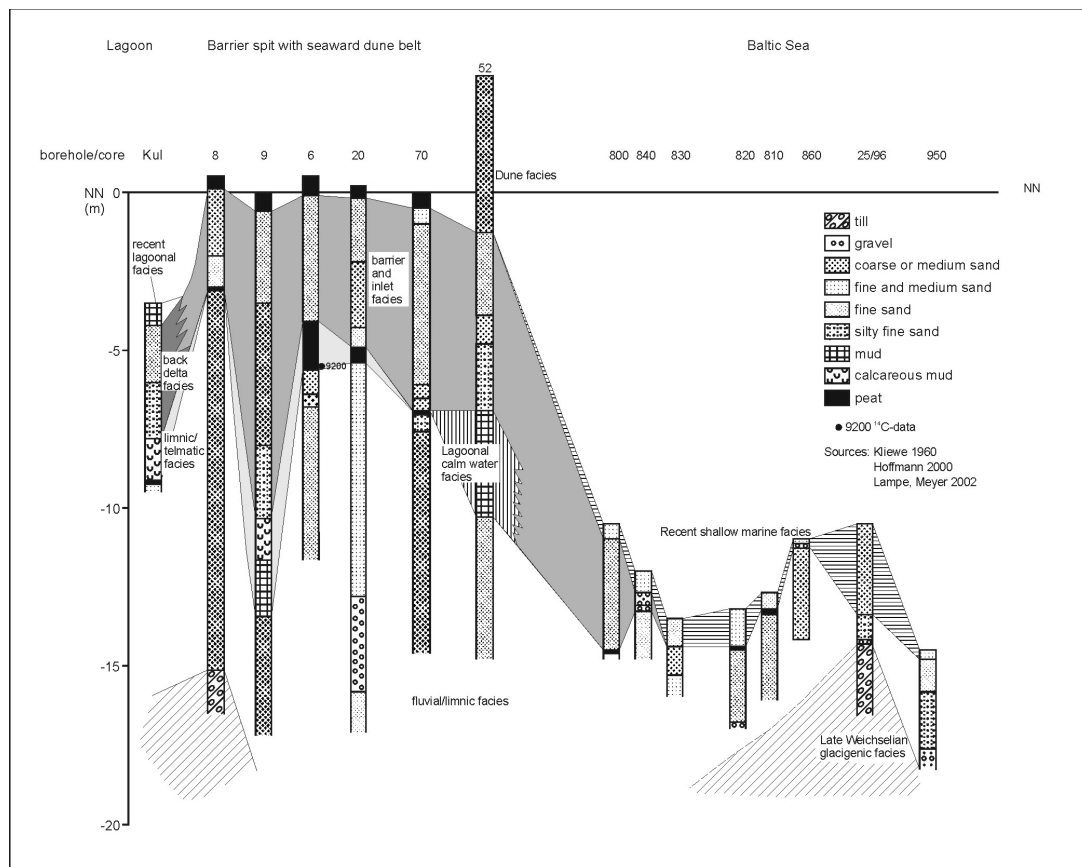 Lagoon Barrier spit with seaward dune belt Baltic Sea
52
borehole/core Kul 8 9 6 20 70 800 840 830 820 810 860 25/96 950
Dune facies
NN 0 NN
(m)
till
gravel
coarse or medium sand
fine and medium sand
fine sand
silty fine sand
mud
calcareous mud
peat
9200 ¹⁴C-data
Sources: Kliewe 1960
Hoffmann 2000
Lampe, Meyer 2002
recent
lagoonal
facies
barrier
and
inlet
facies
-5
9200
back
delta
facies
limnic/
telmatic
facies
Lagoonal
calm water
facies
-10
Recent shallow marine facies
-15
fluvial/limnic facies
Late Weichselian
glacigenic facies
-20